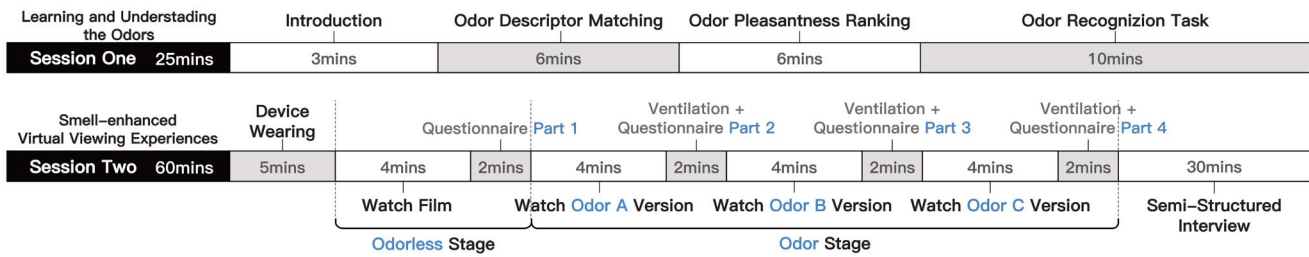 Learning and Understading
the Odors
Introduction
Odor Descriptor Matching
Odor Pleasantness Ranking
Odor Recognizion Task
Session One 25mins
3mins
6mins
6mins
10mins
Smell-enhanced
Virtual Viewing Experiences
Device
Wearing
Questionnaire Part 1
Ventilation +
Questionnaire Part 2
Ventilation +
Questionnaire Part 3
Ventilation +
Questionnaire Part 4
Session Two 60mins
5mins
4mins
2mins
4mins
2mins
4mins
2mins
4mins
2mins
30mins
Watch Film
Watch Odor A Version
Watch Odor B Version
Watch Odor C Version
Semi-Structured
Interview
Odorless Stage
Odor Stage